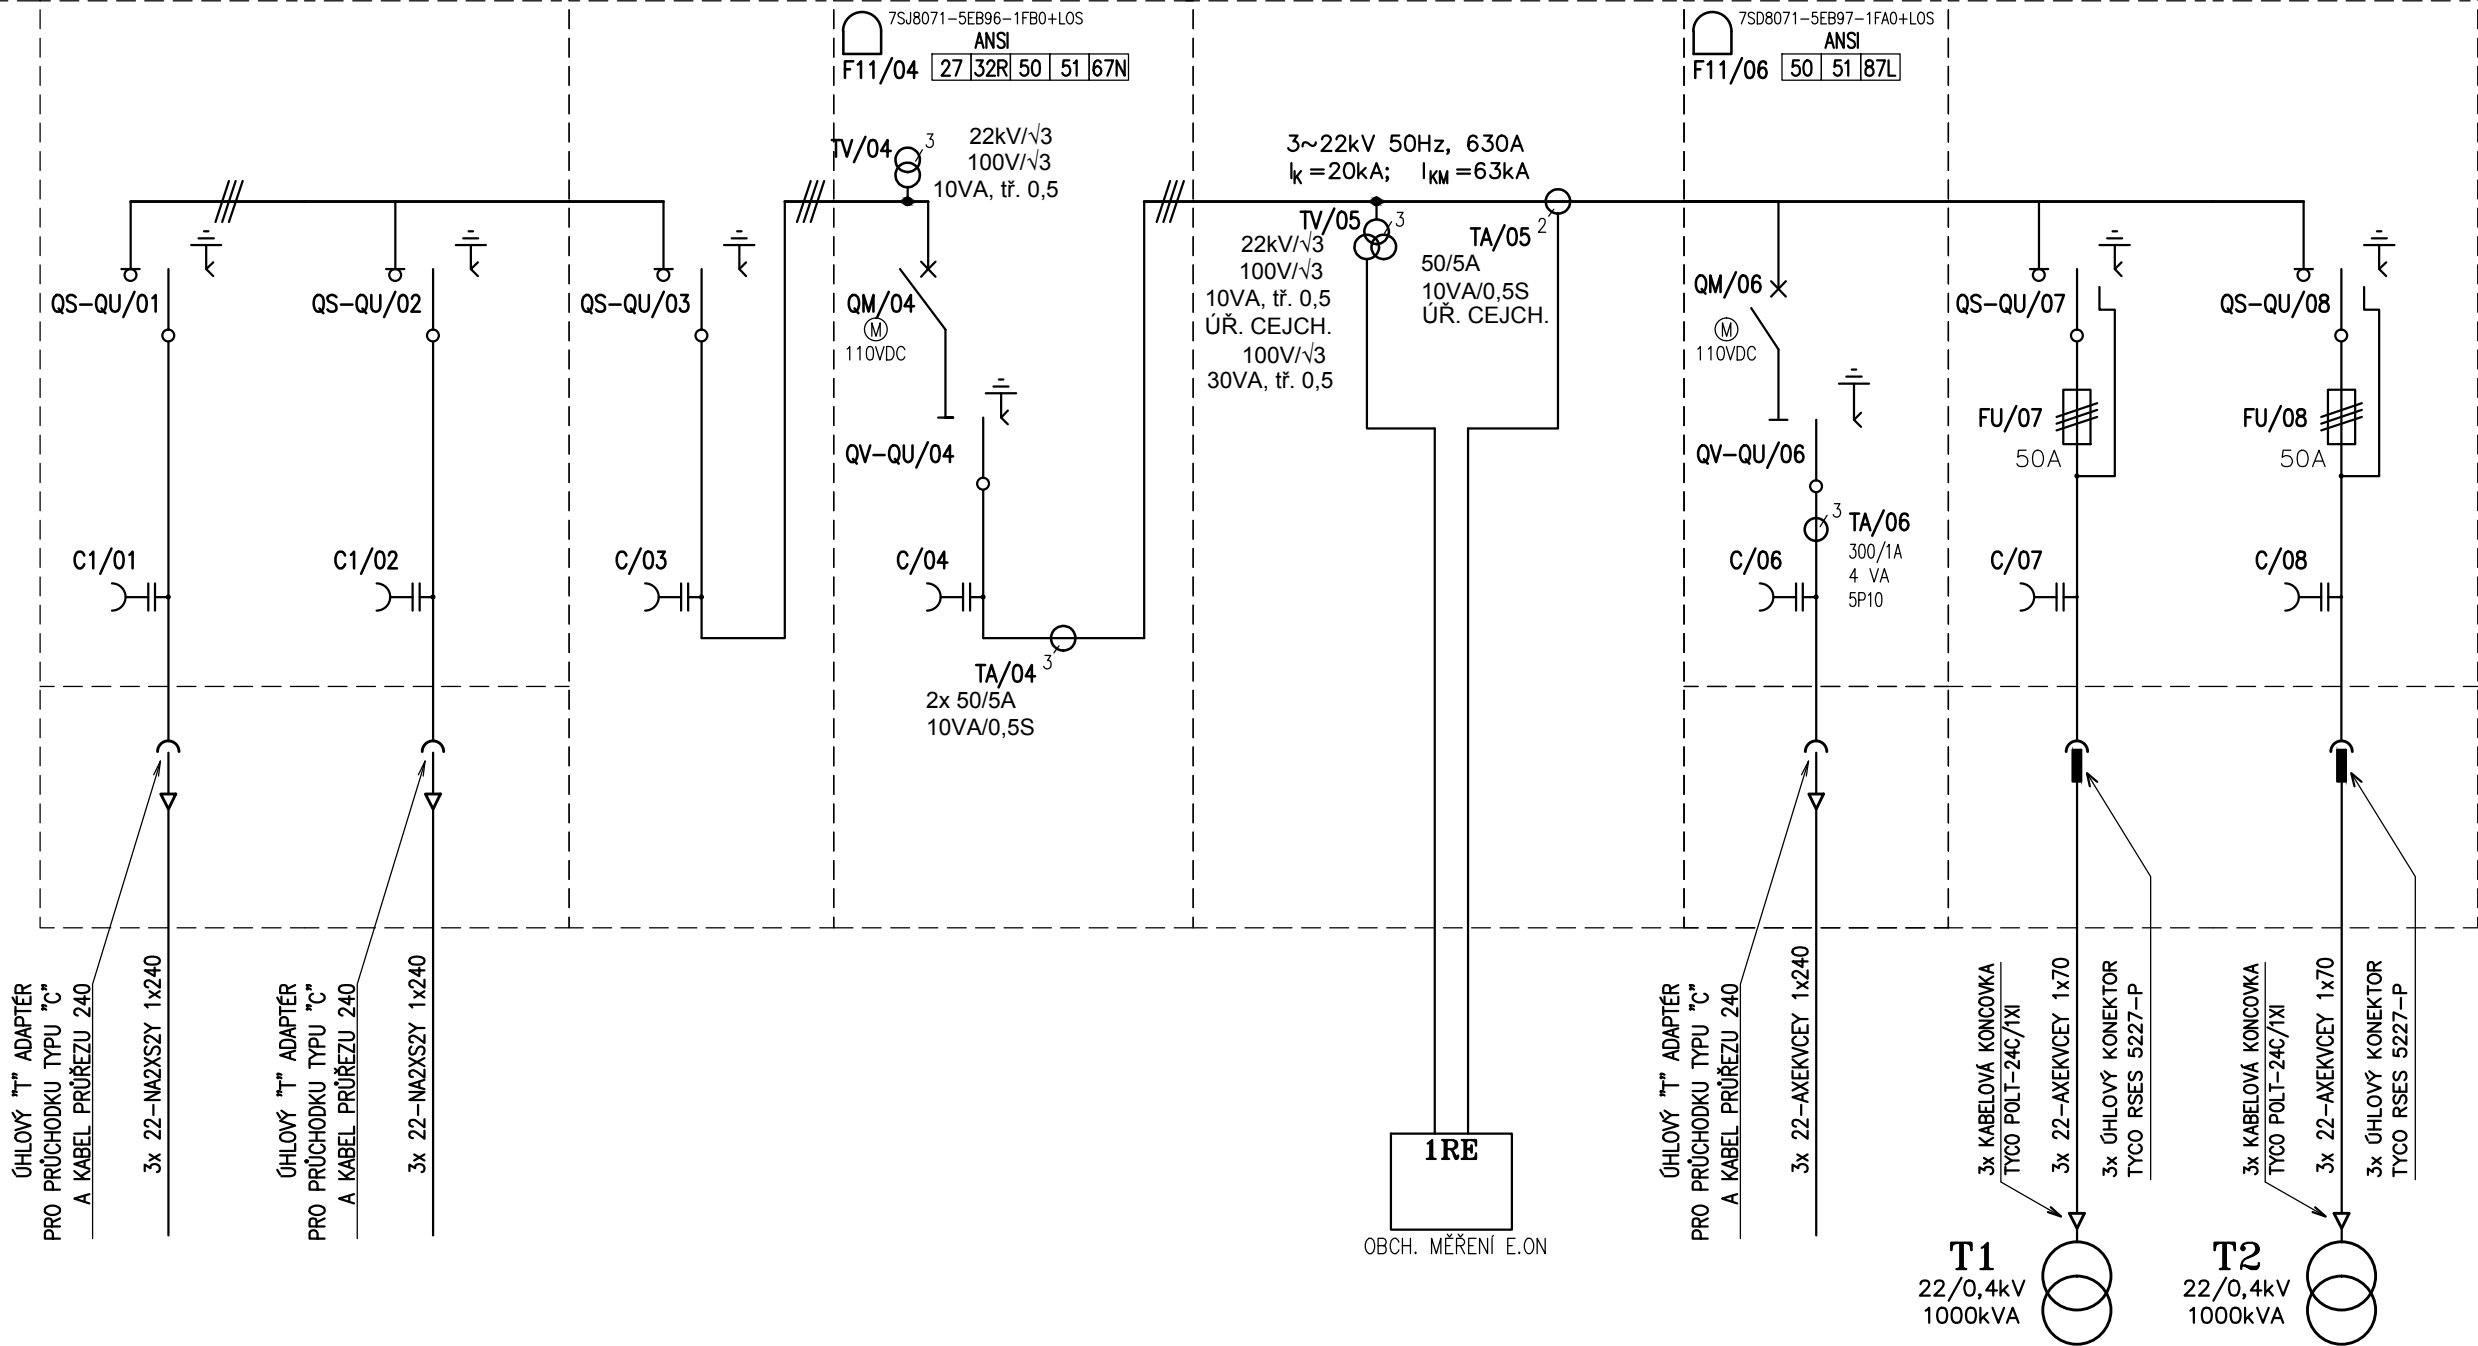 7SJ8071-5EB96-1FB0+LOS
ANSI
F11/04 27 32R 50 51 67N
7SD8071-5EB97-1FA0+LOS
ANSI
F11/06 50 51 87L
TV/04 3
22kV/√3
100V/√3
10VA, tř. 0,5
3~22kV 50Hz, 630A
IK=20kA; IKM=63kA
QS-QU/01
QS-QU/02
QS-QU/03
QM/04
M
110VDC
TV/05 3
22kV/√3
100V/√3
10VA, tř. 0,5
ÚŘ. CEJCH.
100V/√3
30VA, tř. 0,5
TA/05 2
50/5A
10VA/0,5S
ÚŘ. CEJCH.
QM/06
M
110VDC
QS-QU/07
QS-QU/08
QV-QU/04
QV-QU/06
FU/07
50A
FU/08
50A
C1/01
C1/02
C/03
C/04
C/06
3 TA/06
300/1A
4 VA
5P10
C/07
C/08
TA/04 3
2x 50/5A
10VA/0,5S
ÚHLOVÝ "T" ADAPTÉR
PRO PRŮCHODKU TYPU "C"
A KABEL PRŮŘEZU 240
3x 22-NA2XS2Y 1x240
ÚHLOVÝ "T" ADAPTÉR
PRO PRŮCHODKU TYPU "C"
A KABEL PRŮŘEZU 240
3x 22-NA2XS2Y 1x240
1RE
OBCH. MĚŘENÍ E.ON
ÚHLOVÝ "T" ADAPTÉR
PRO PRŮCHODKU TYPU "C"
A KABEL PRŮŘEZU 240
3x 22-AXEKVCEY 1x240
3x KABELOVÁ KONCOVKA
TYCO POLT-24C/1XI
3x 22-AXEKVCEY 1x70
3x ÚHLOVÝ KONEKTOR
TYCO RSES 5227-P
3x KABELOVÁ KONCOVKA
TYCO POLT-24C/1XI
3x 22-AXEKVCEY 1x70
3x ÚHLOVÝ KONEKTOR
TYCO RSES 5227-P
T1
22/0,4kV
1000kVA
T2
22/0,4kV
1000kVA